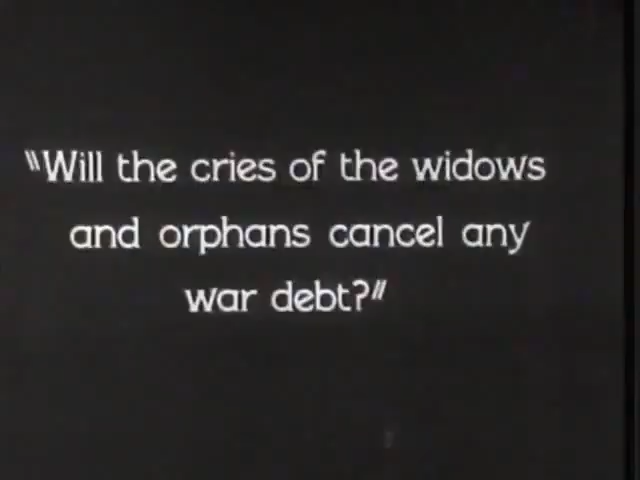 "Will the cries of the widows
and orphans cancel any
war debt?"